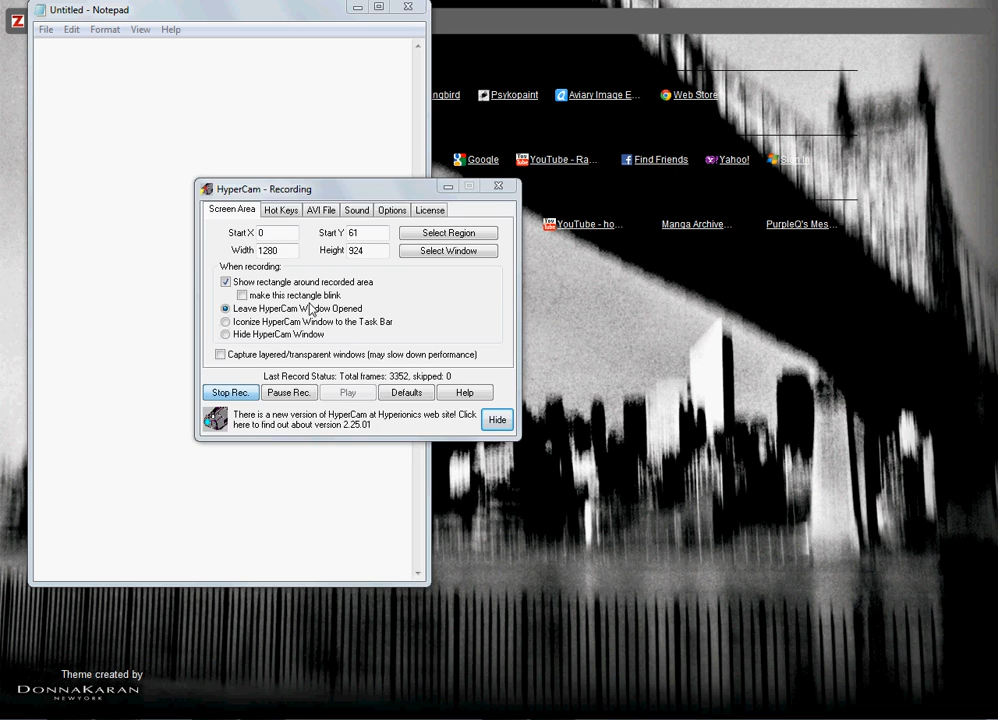 Untitled - Notepad
File Edit Format View Help
Psykopaint Aviary Image E... Web Store
Google YouTube - Ra... Find Friends Yahoo! Sign In
YouTube - ho... Manga Archive... PurpleQ's Mes...
HyperCam - Recording
Screen Area Hot Keys AVI File Sound Options License
Start X 0 Start Y 61 Select Region
Width 1280 Height 924 Select Window
When recording:
Show rectangle around recorded area
make this rectangle blink
Leave HyperCam Window Opened
Iconize HyperCam Window to the Task Bar
Hide HyperCam Window
Capture layered/transparent windows (may slow down performance)
Last Record Status: Total frames: 3352, skipped: 0
Stop Rec. Pause Rec. Play Defaults Help
There is a new version of HyperCam at Hyperionics web site! Click
here to find out about version 2.25.01
Hide
Theme created by
DONNAKARAN
NEWYORK